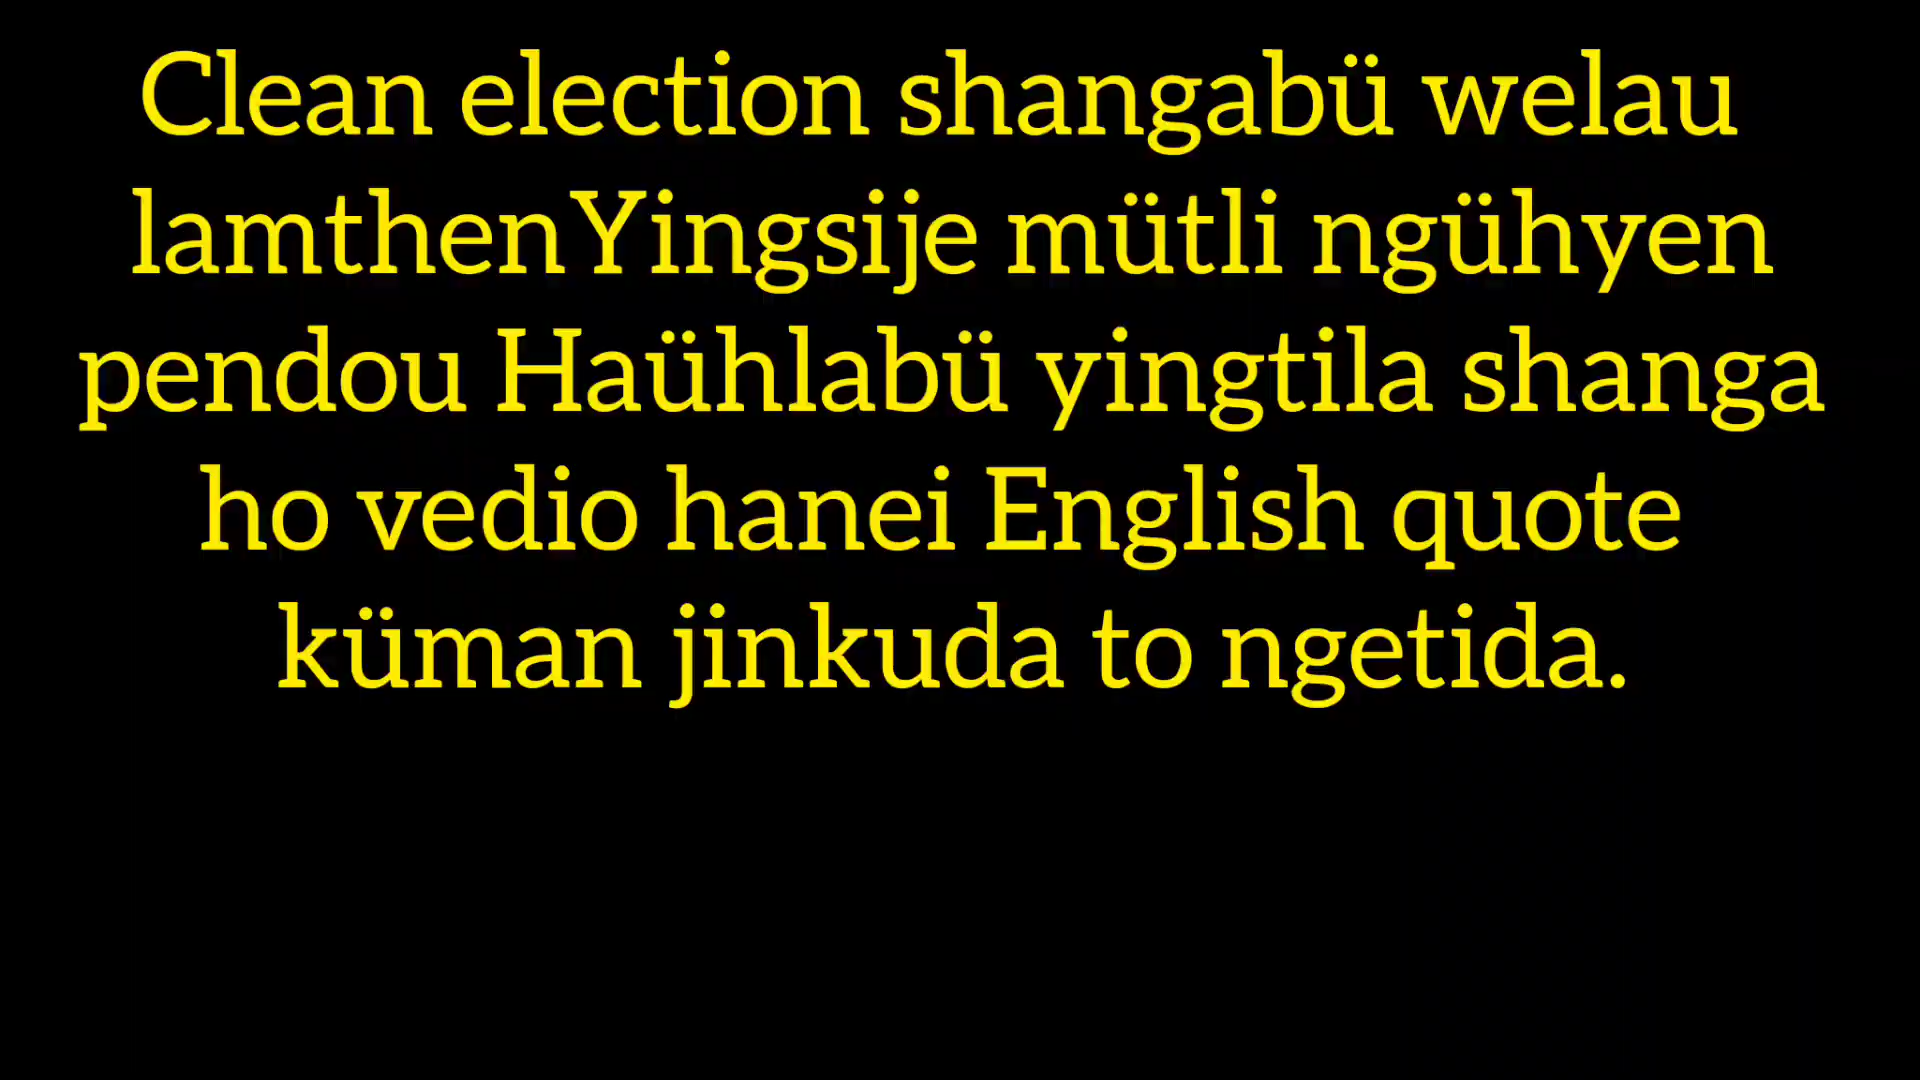 Clean election shangabü welau
lamthenYingsije mütli ngühyen
pendou Haühlabü yingtila shanga
ho vedio hanei English quote
küman jinkuda to ngetida.